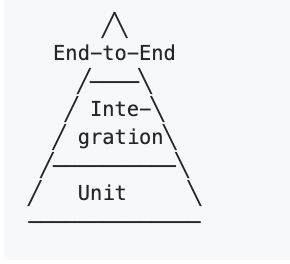 End-to-End
Inte-
gration
Unit